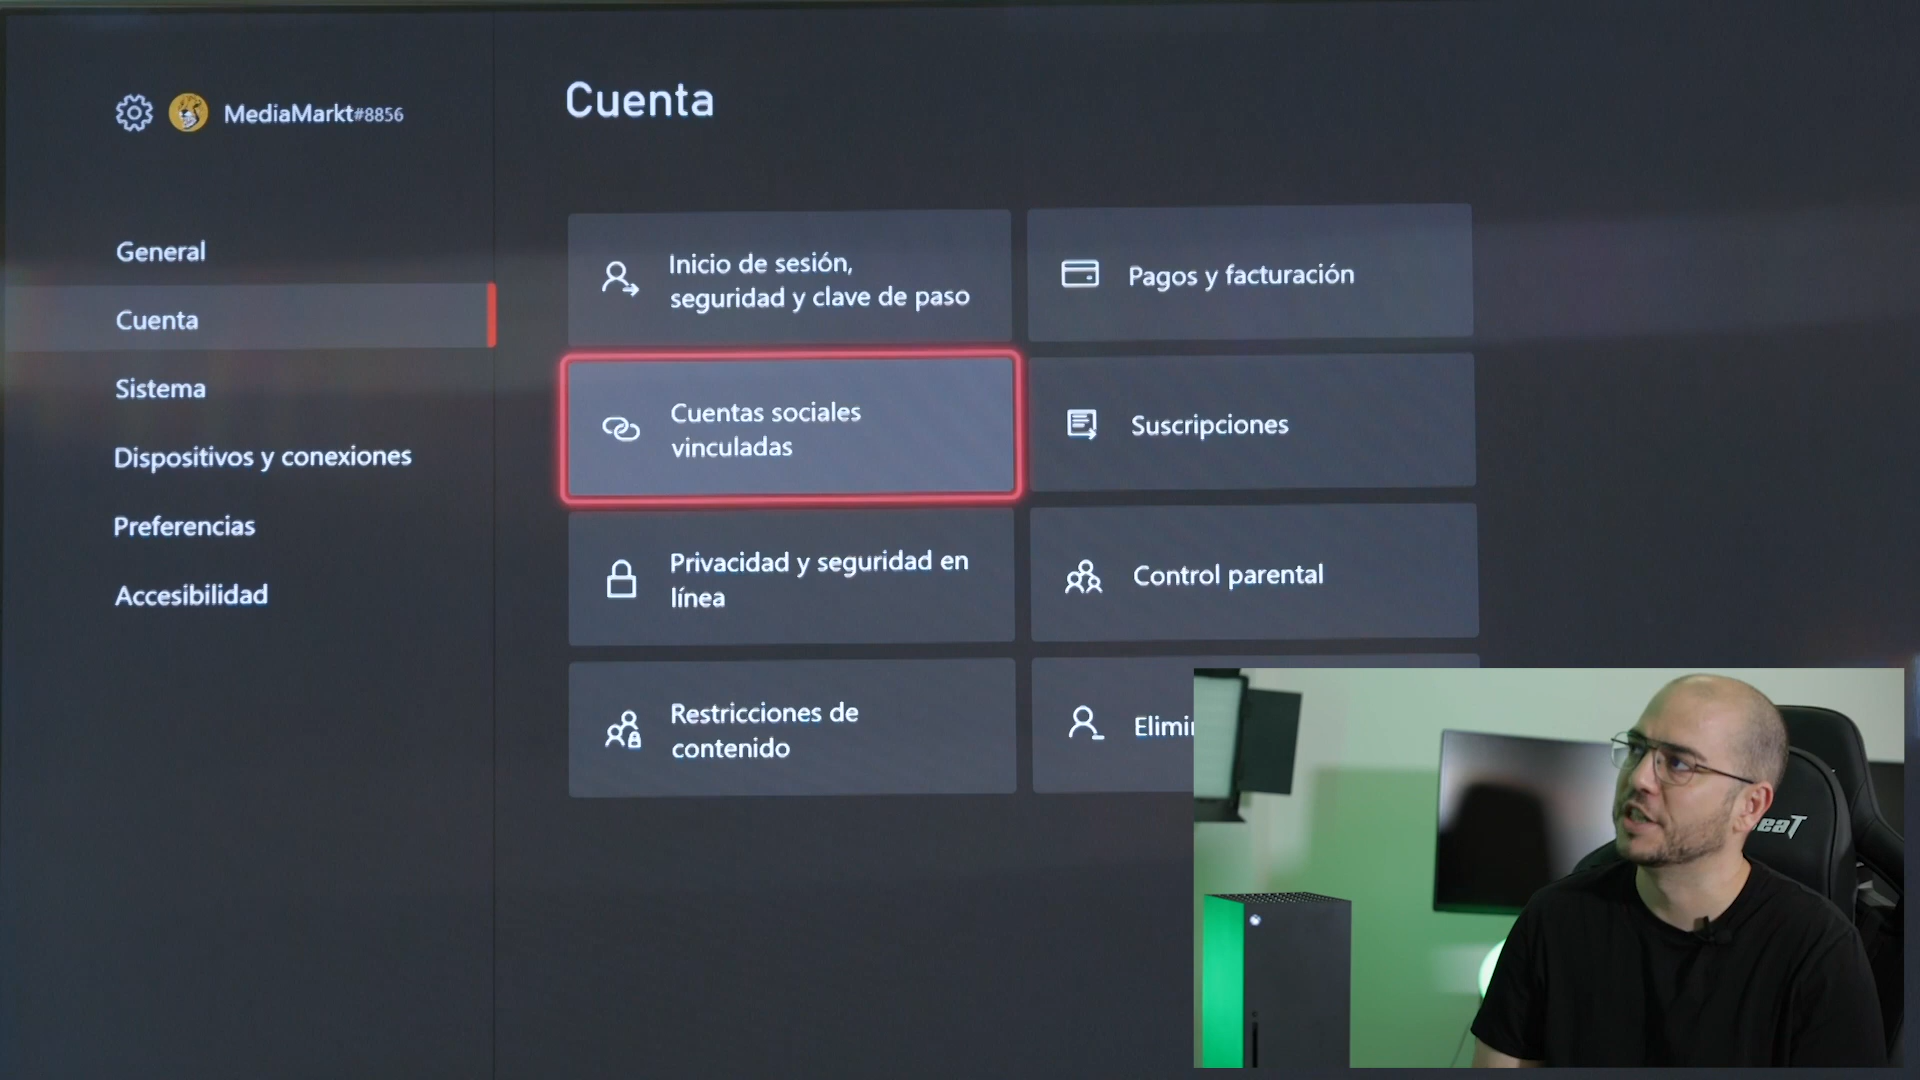 MediaMarkt#8856
General
Cuenta
Sistema
Dispositivos y conexiones
Preferencias
Accesibilidad
Cuenta
Inicio de sesión,
seguridad y clave de paso
Pagos y facturación
Cuentas sociales
vinculadas
Suscripciones
Privacidad y seguridad en
línea
Control parental
Restricciones de
contenido